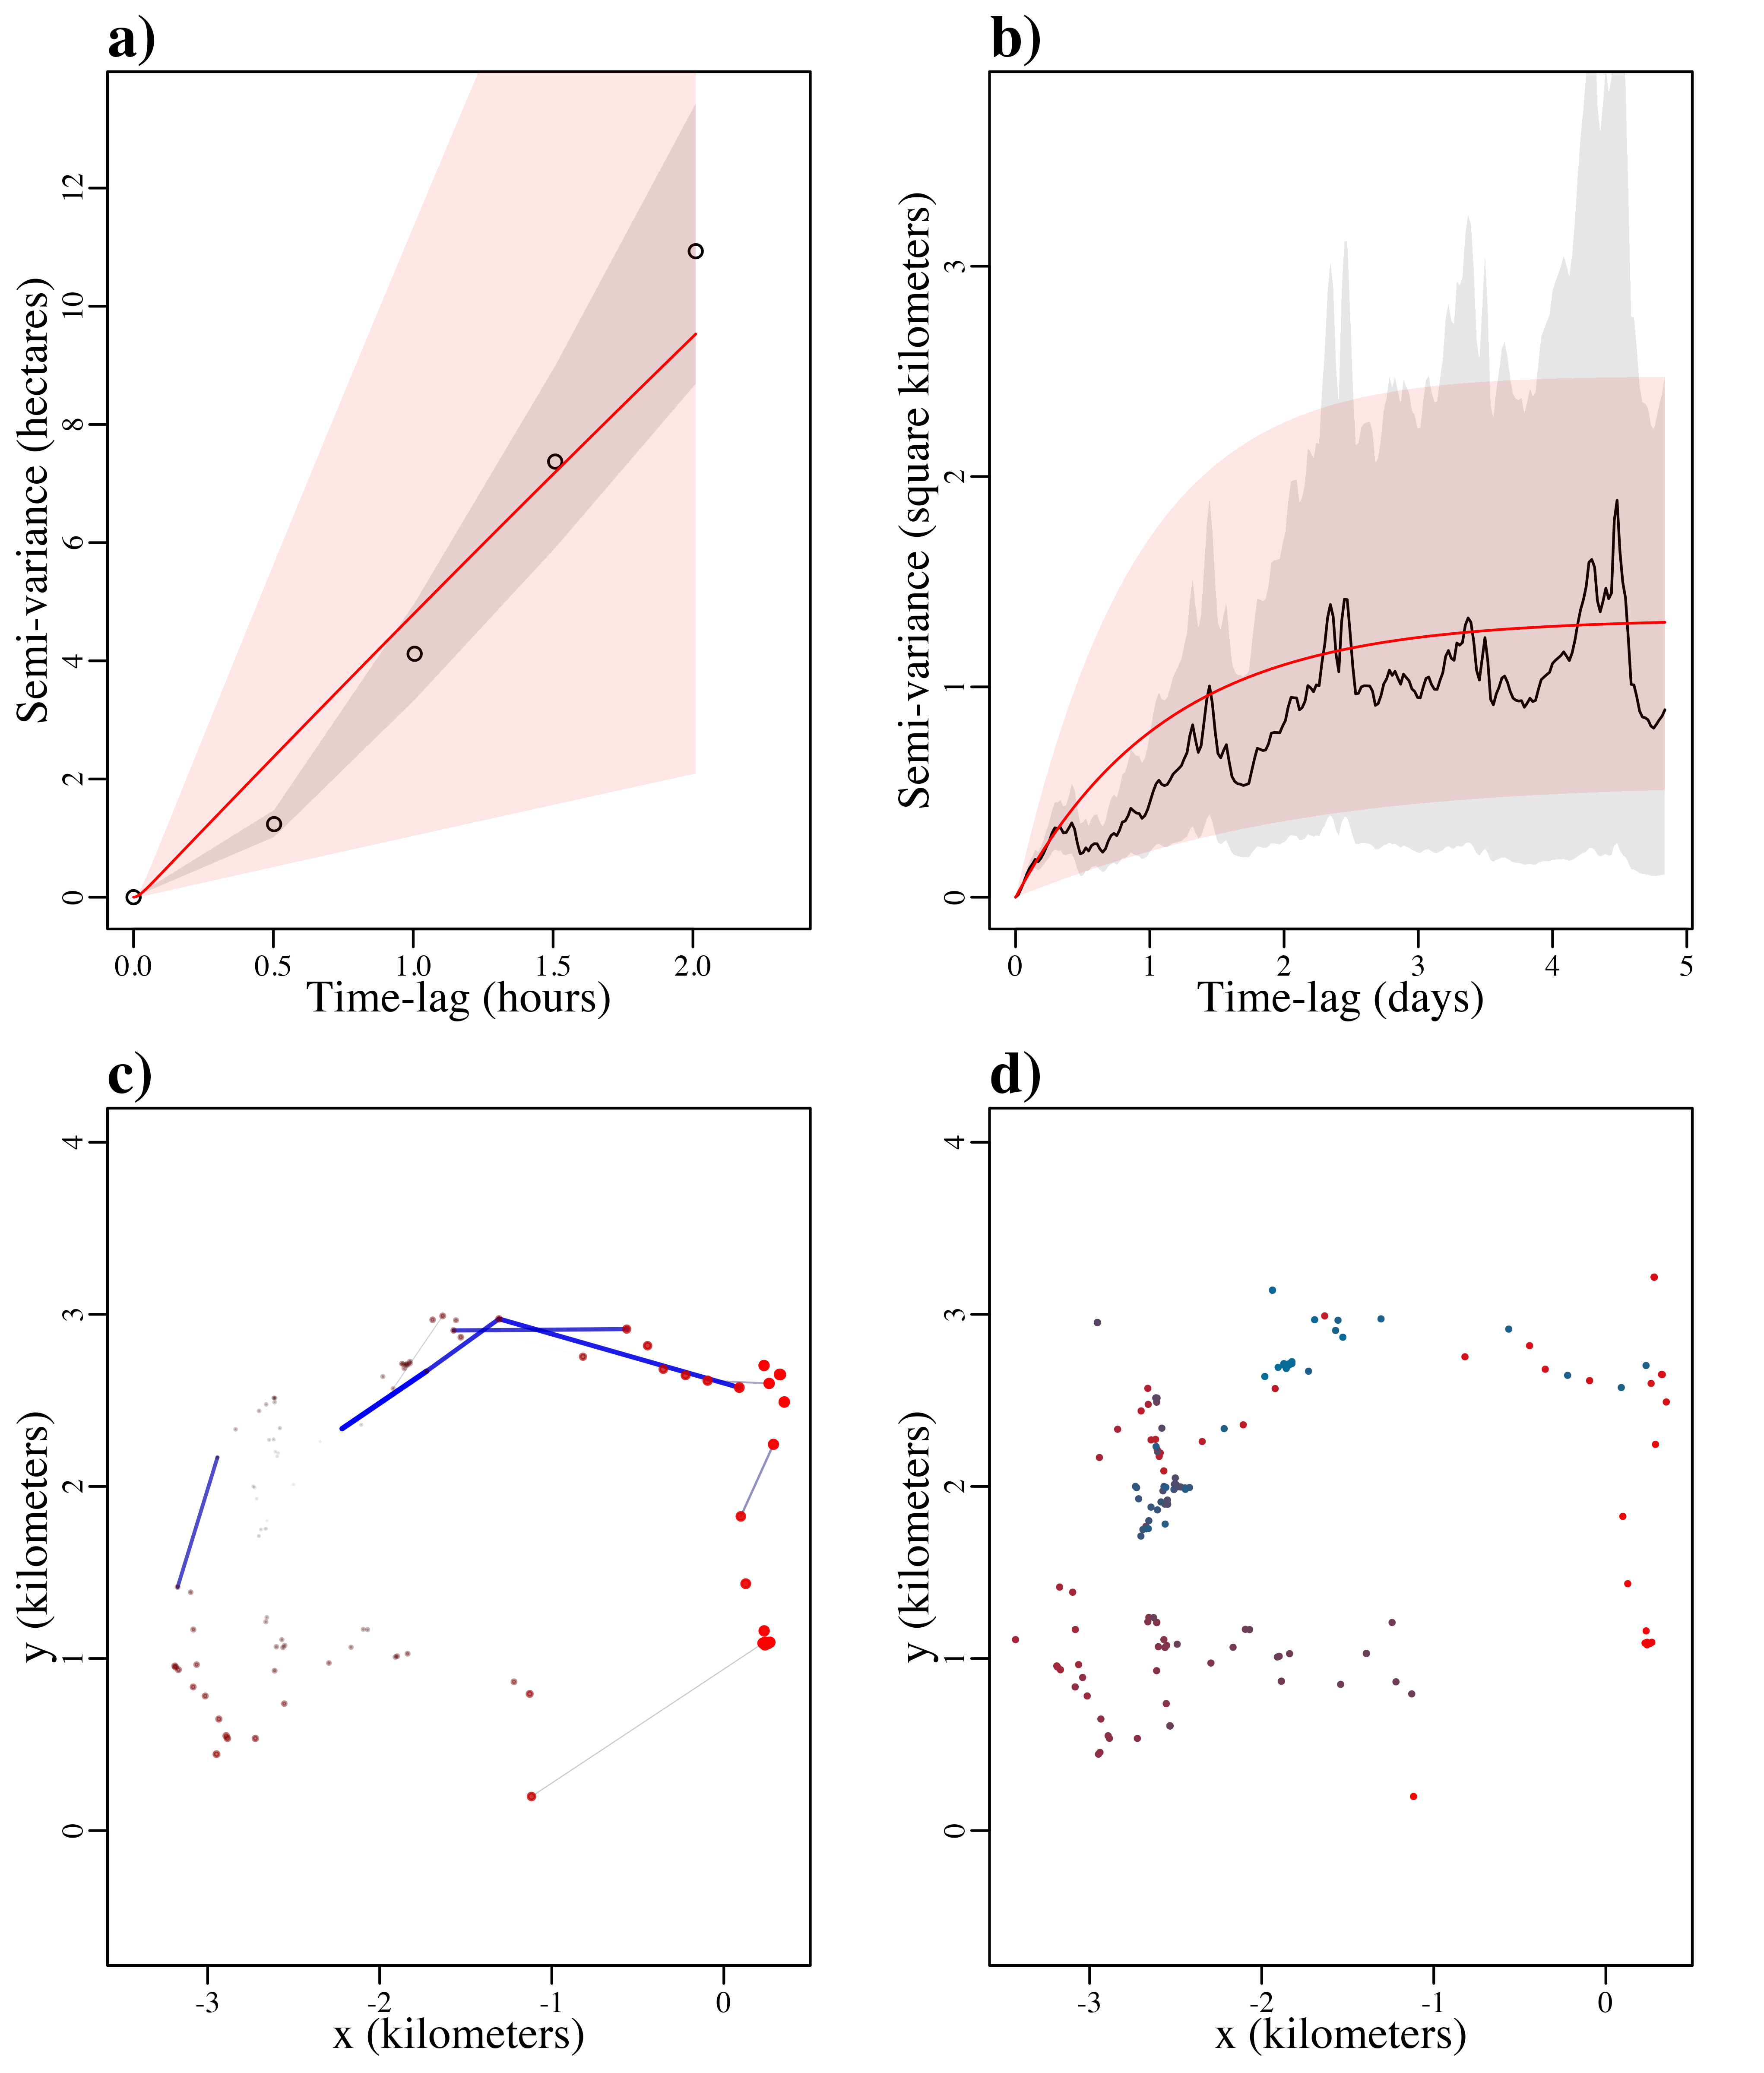 a)
Semi-variance (hectares)
0 2 4 6 8 10 12
0.0 0.5 1.0 1.5 2.0
Time-lag (hours)
b)
Semi-variance (square kilometers)
0 1 2 3
0 1 2 3 4 5
Time-lag (days)
c)
y (kilometers)
0 1 2 3 4
-3 -2 -1 0
x (kilometers)
d)
y (kilometers)
0 1 2 3 4
-3 -2 -1 0
x (kilometers)